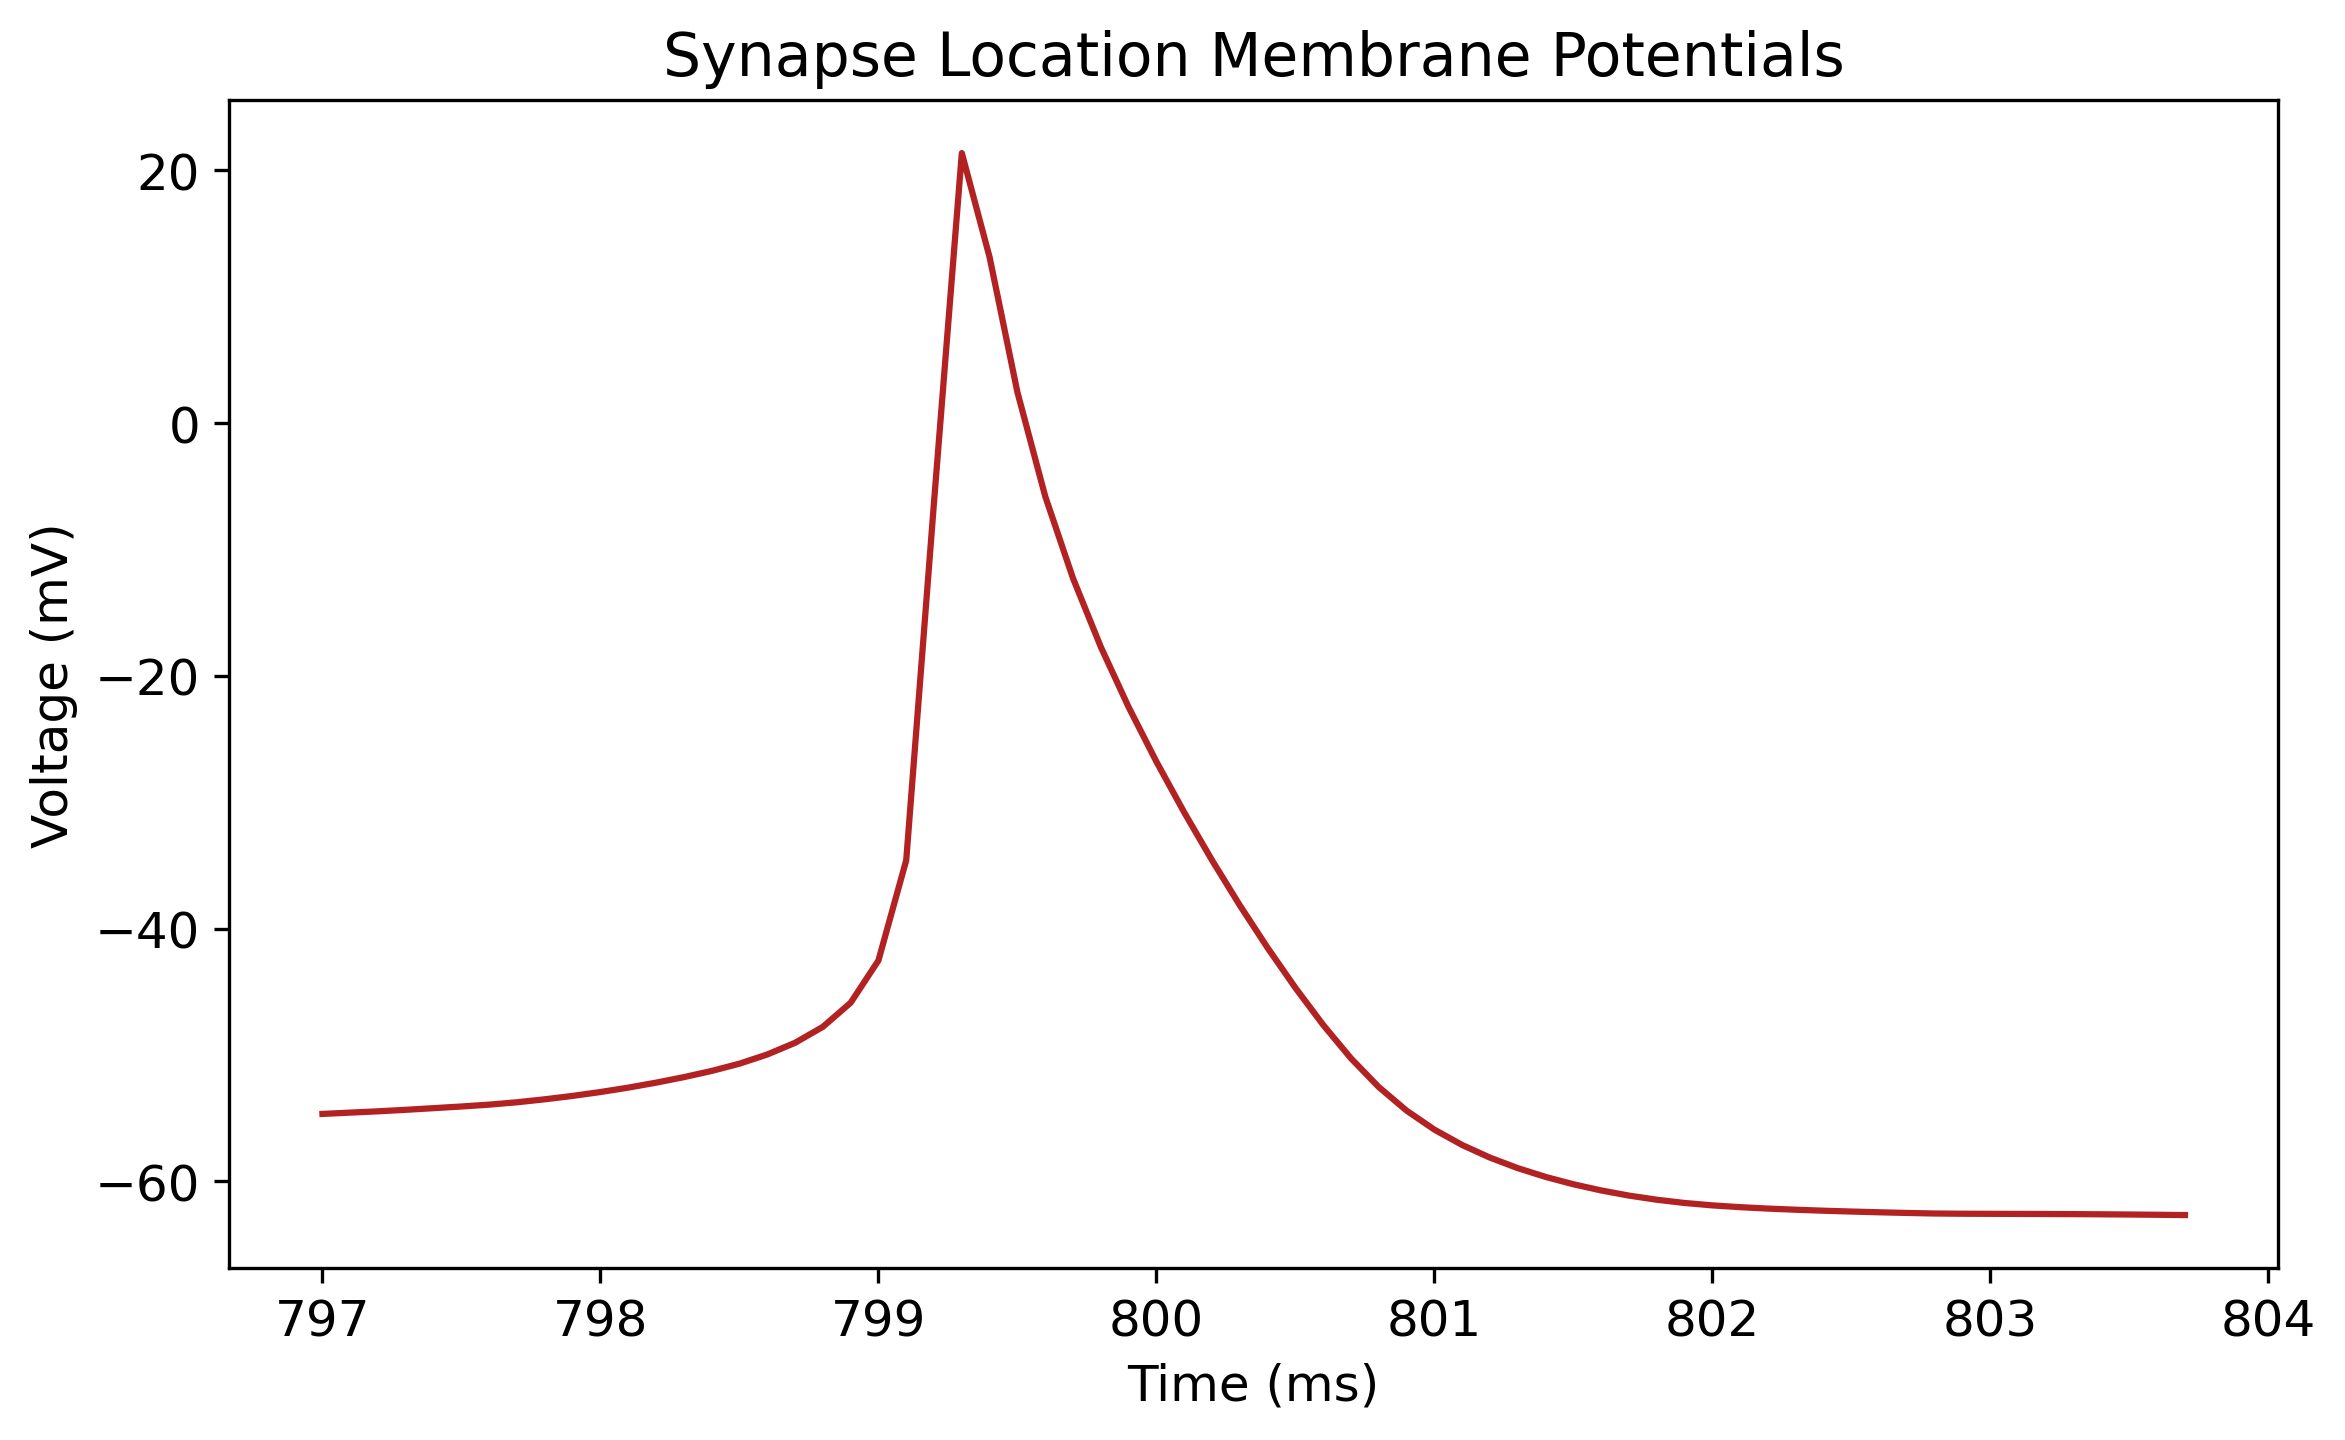 Synapse Location Membrane Potentials
20
0
−20
−40
−60
Voltage (mV)
797 798 799 800 801 802 803 804
Time (ms)